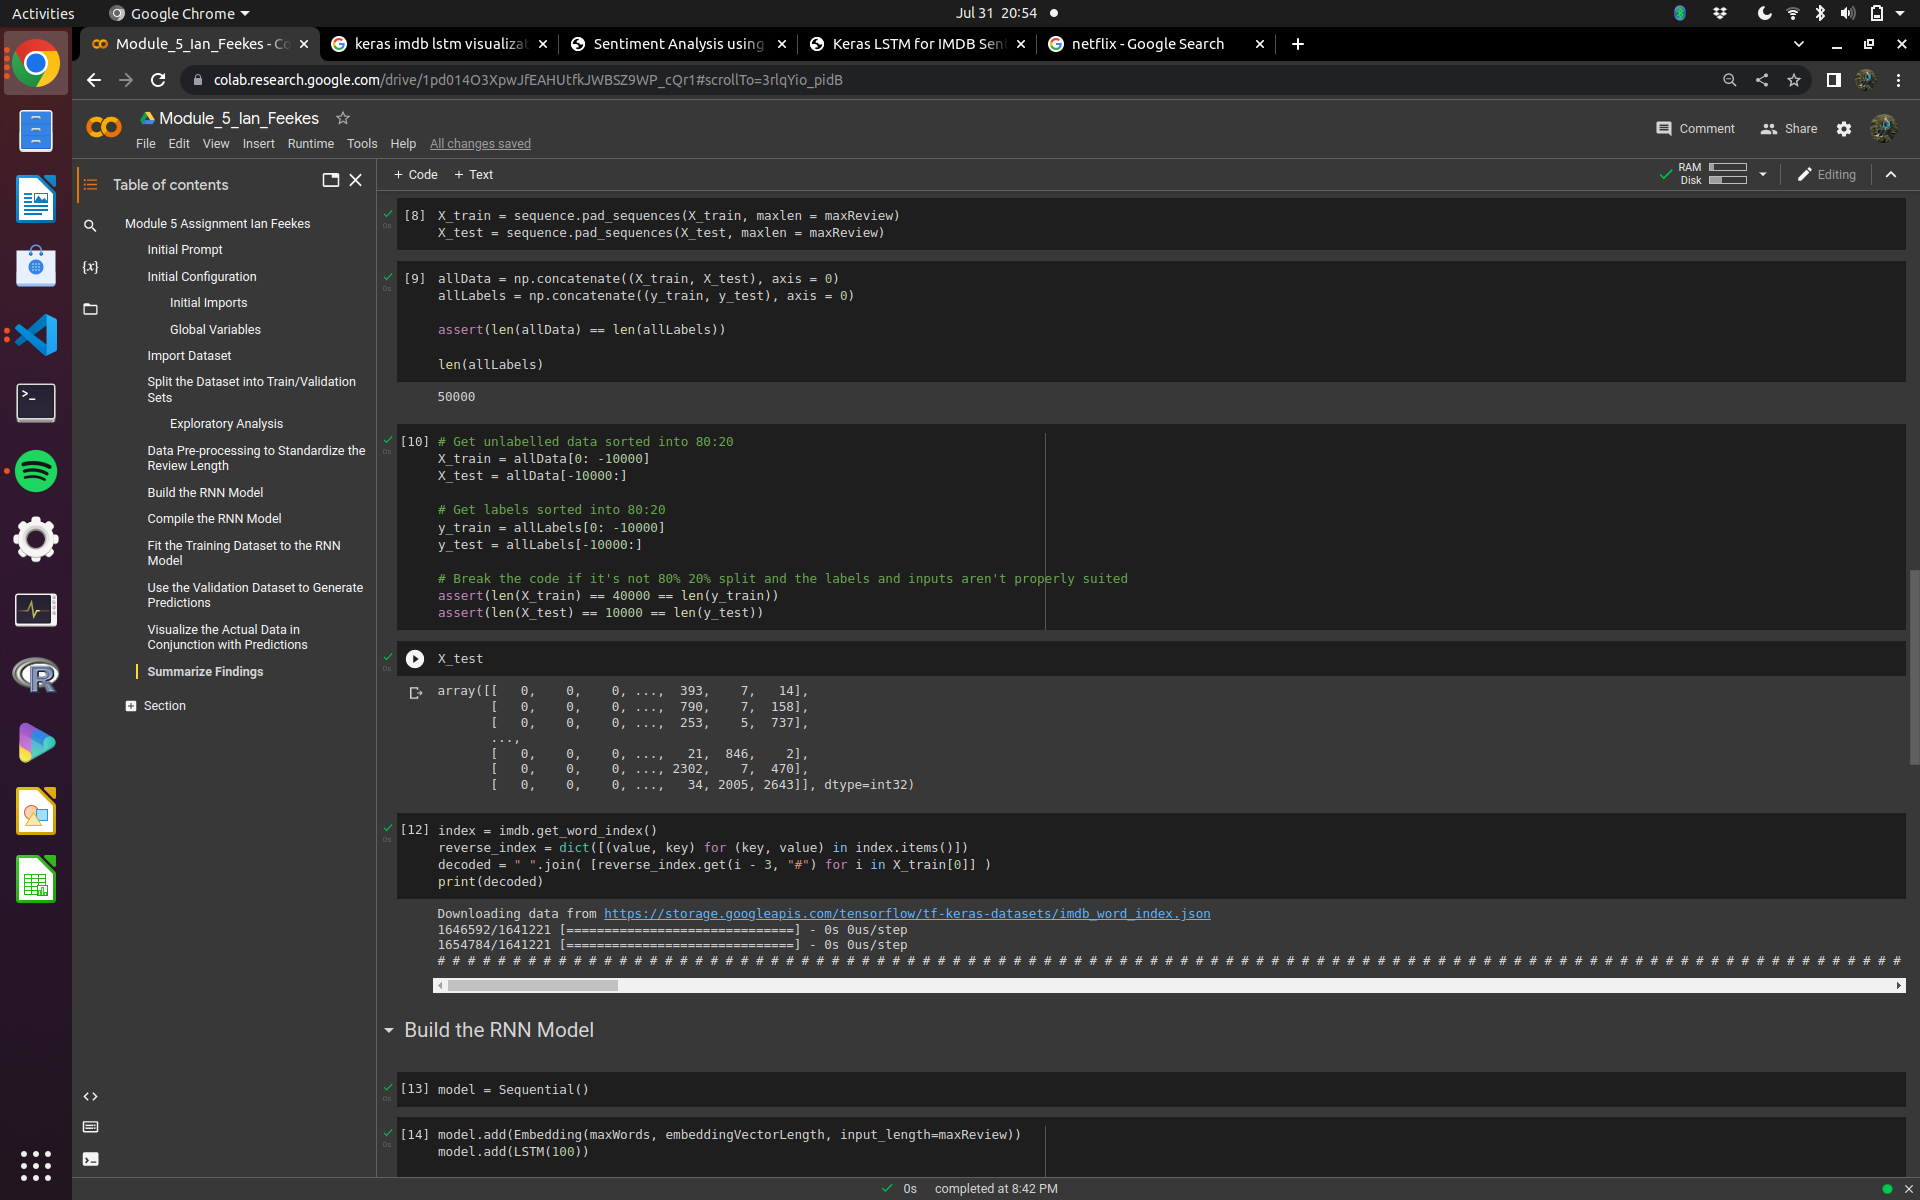 Activities
Google Chrome
Jul 31 20:54
Module_5_Ian_Feekes - Co
keras imdb lstm visualizat
Sentiment Analysis using
Keras LSTM for IMDB Sen
netflix - Google Search
colab.research.google.com/drive/1pd014O3XpwJfEAHUtfkJWBSZ9WP_cQr1#scrollTo=3rlqYio_pidB
Module_5_Ian_Feekes
File Edit View Insert Runtime Tools Help All changes saved
Comment
Share
Table of contents
+ Code + Text
RAM
Disk
Editing
Module 5 Assignment Ian Feekes
Initial Prompt
Initial Configuration
Initial Imports
Global Variables
Import Dataset
Split the Dataset into Train/Validation
Sets
Exploratory Analysis
Data Pre-processing to Standardize the
Review Length
Build the RNN Model
Compile the RNN Model
Fit the Training Dataset to the RNN
Model
Use the Validation Dataset to Generate
Predictions
Visualize the Actual Data in
Conjunction with Predictions
Summarize Findings
Section
[8] X_train = sequence.pad_sequences(X_train, maxlen = maxReview)
X_test = sequence.pad_sequences(X_test, maxlen = maxReview)
0s
[9] allData = np.concatenate((X_train, X_test), axis = 0)
allLabels = np.concatenate((y_train, y_test), axis = 0)
0s
assert(len(allData) == len(allLabels))
len(allLabels)
50000
[10] # Get unlabelled data sorted into 80:20
X_train = allData[0: -10000]
X_test = allData[-10000:]
0s
# Get labels sorted into 80:20
y_train = allLabels[0: -10000]
y_test = allLabels[-10000:]
# Break the code if it's not 80% 20% split and the labels and inputs aren't properly suited
assert(len(X_train) == 40000 == len(y_train))
assert(len(X_test) == 10000 == len(y_test))
X_test
0s
array([[   0,    0,    0, ...,  393,    7,   14],
[   0,    0,    0, ...,  790,    7,  158],
[   0,    0,    0, ...,  253,    5,  737],
...,
[   0,    0,    0, ...,   21,  846,    2],
[   0,    0,    0, ..., 2302,    7,  470],
[   0,    0,    0, ...,   34, 2005, 2643]], dtype=int32)
[12] index = imdb.get_word_index()
reverse_index = dict([(value, key) for (key, value) in index.items()])
decoded = " ".join( [reverse_index.get(i - 3, "#") for i in X_train[0]] )
print(decoded)
0s
Downloading data from https://storage.googleapis.com/tensorflow/tf-keras-datasets/imdb_word_index.json
1646592/1641221 [==============================] - 0s 0us/step
1654784/1641221 [==============================] - 0s 0us/step
# # # # # # # # # # # # # # # # # # # # # # # # # # # # # # # # # # # # # # # # # # # # # # # # # # # # # # # # # # # # # # # # # # # # # # # # # # # # # # # # # # # # # # # # # # # # # # # # #
Build the RNN Model
[13] model = Sequential()
0s
[14] model.add(Embedding(maxWords, embeddingVectorLength, input_length=maxReview))
model.add(LSTM(100))
0s
0s completed at 8:42 PM